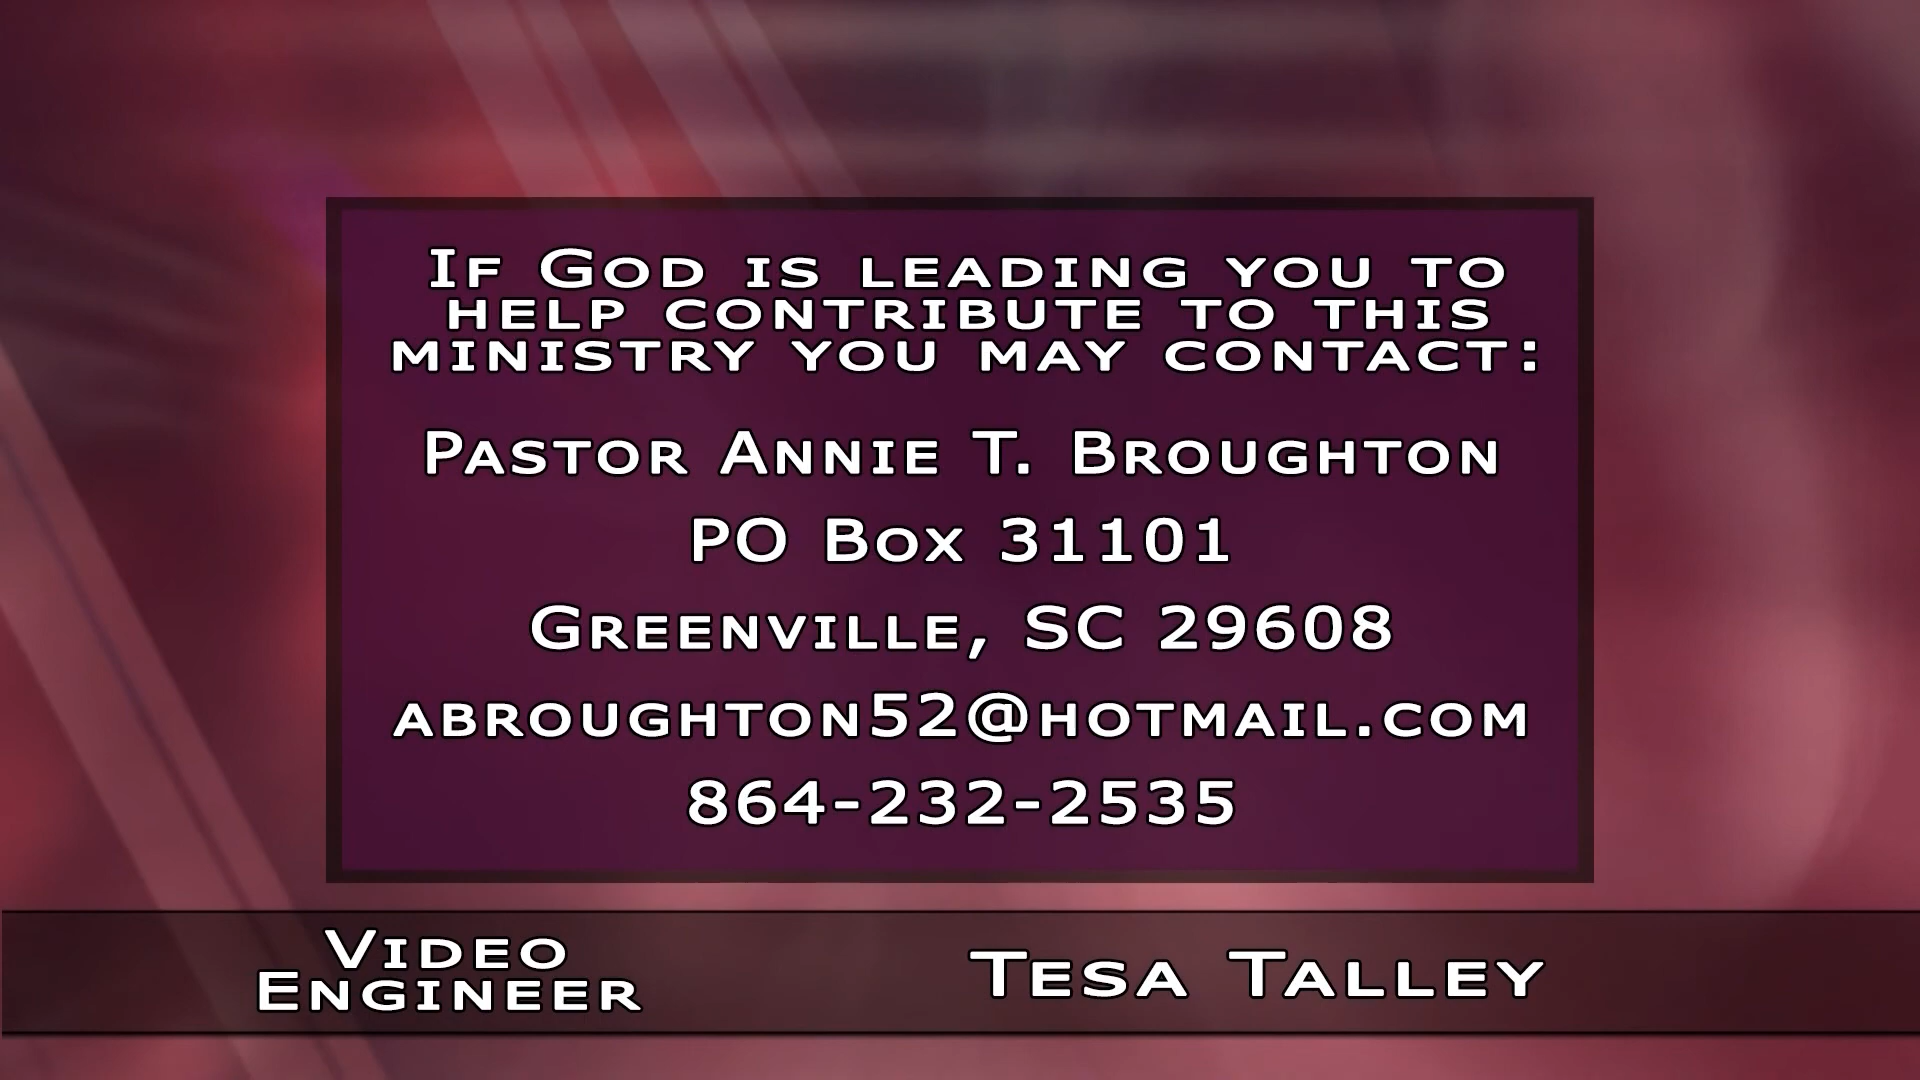 If God is leading you to
help contribute to this
ministry you may contact:
Pastor Annie T. Broughton
PO Box 31101
Greenville, SC 29608
abroughton52@hotmail.com
864-232-2535
Video
Engineer
Tesa Talley